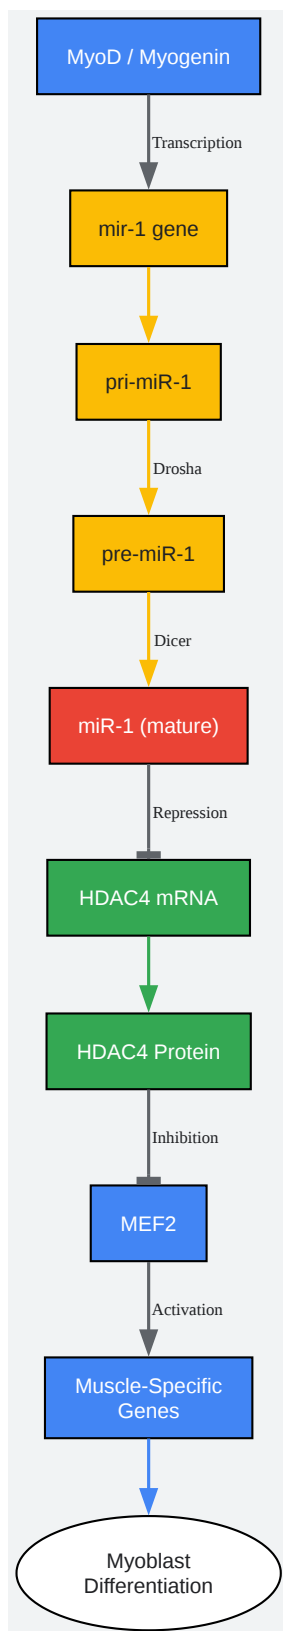 MyoD / Myogenin
Transcription
mir-1 gene
pri-miR-1
Drosha
pre-miR-1
Dicer
miR-1 (mature)
Repression
HDAC4 mRNA
HDAC4 Protein
Inhibition
MEF2
Activation
Muscle-Specific
Genes
Myoblast
Differentiation